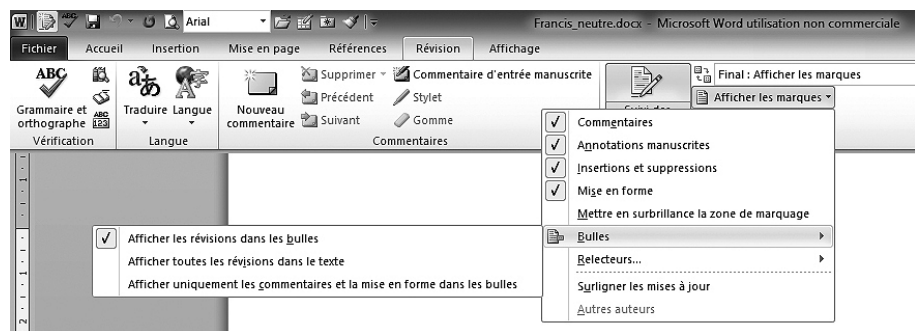 W ABC Arial Francis_neutre.docx - Microsoft Word utilisation non commerciale
Fichier Accueil Insertion Mise en page Références Révision Affichage
ABC Supprimer Commentaire d'entrée manuscrite Final : Afficher les marques
Précédent Stylet Afficher les marques
Grammaire et orthographe ABC 123 Traduire Langue Nouveau commentaire Suivant Gomme
Vérification Langue Commentaires
Commentaires
Annotations manuscrites
Insertions et suppressions
Mise en forme
Mettre en surbrillance la zone de marquage
Bulles
Relecteurs...
Surligner les mises à jour
Autres auteurs
Afficher les révisions dans les bulles
Afficher toutes les révisions dans le texte
Afficher uniquement les commentaires et la mise en forme dans les bulles